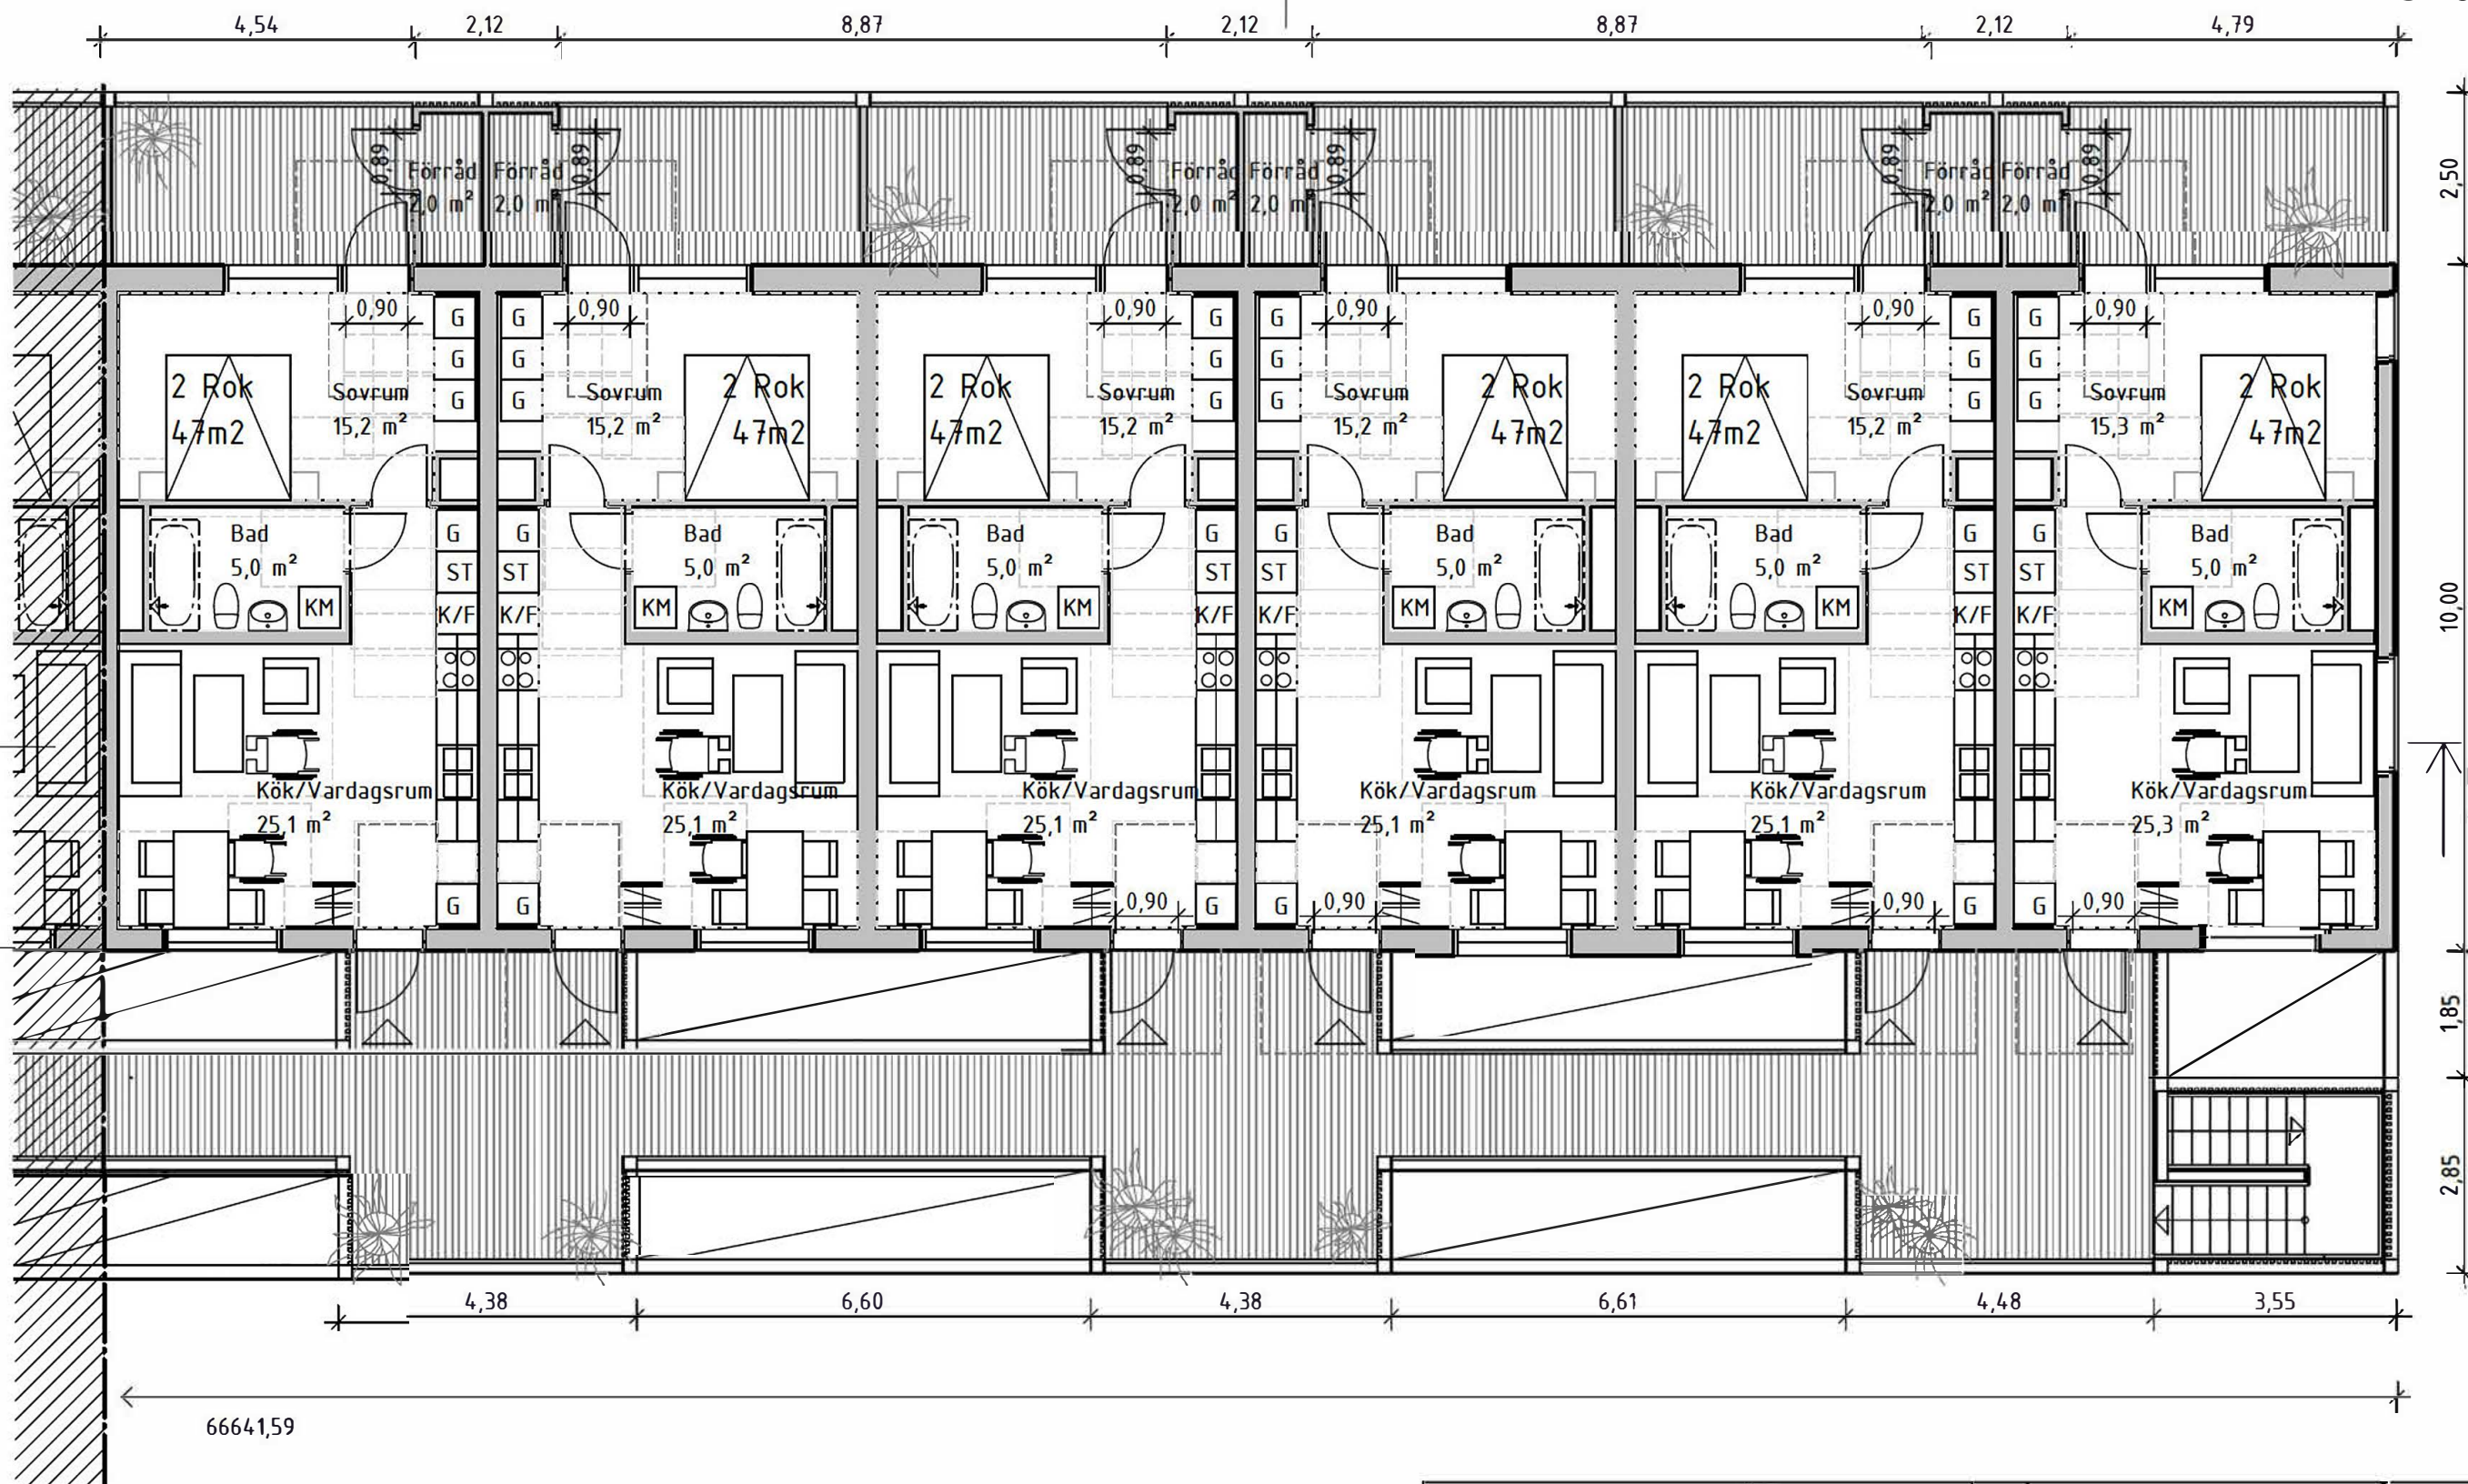 4,54 2,12 8,87 2,12 8,87 2,12 4,79
2,50
0,89 0,89 0,89 0,89 0,89 0,89
Förråd Förråd Förråd Förråd Förråd Förråd
2,0 m² 2,0 m² 2,0 m² 2,0 m² 2,0 m² 2,0 m²
0,90 G G 0,90 0,90 G G 0,90 0,90 G G 0,90
G G G G G G
2 Rok Sovrum G G Sovrum 2 Rok 2 Rok Sovrum G G Sovrum 2 Rok 2 Rok Sovrum G G Sovrum 2 Rok
47m2 15,2 m² 15,2 m² 47m2 47m2 15,2 m² 15,2 m² 47m2 47m2 15,2 m² 15,3 m² 47m2
Bad G G Bad Bad G G Bad Bad G G Bad
5,0 m² ST ST 5,0 m² 5,0 m² ST ST 5,0 m² 5,0 m² ST ST 5,0 m²
KM K/F K/F KM KM K/F K/F KM KM K/F K/F KM
10,00
Kök/Vardagsrum Kök/Vardagsrum Kök/Vardagsrum Kök/Vardagsrum Kök/Vardagsrum Kök/Vardagsrum
25,1 m² 25,1 m² 25,1 m² 25,1 m² 25,1 m² 25,3 m²
G G 0,90 G G 0,90 0,90 G G 0,90
1,85
2,85
4,38 6,60 4,38 6,61 4,48 3,55
66641,59